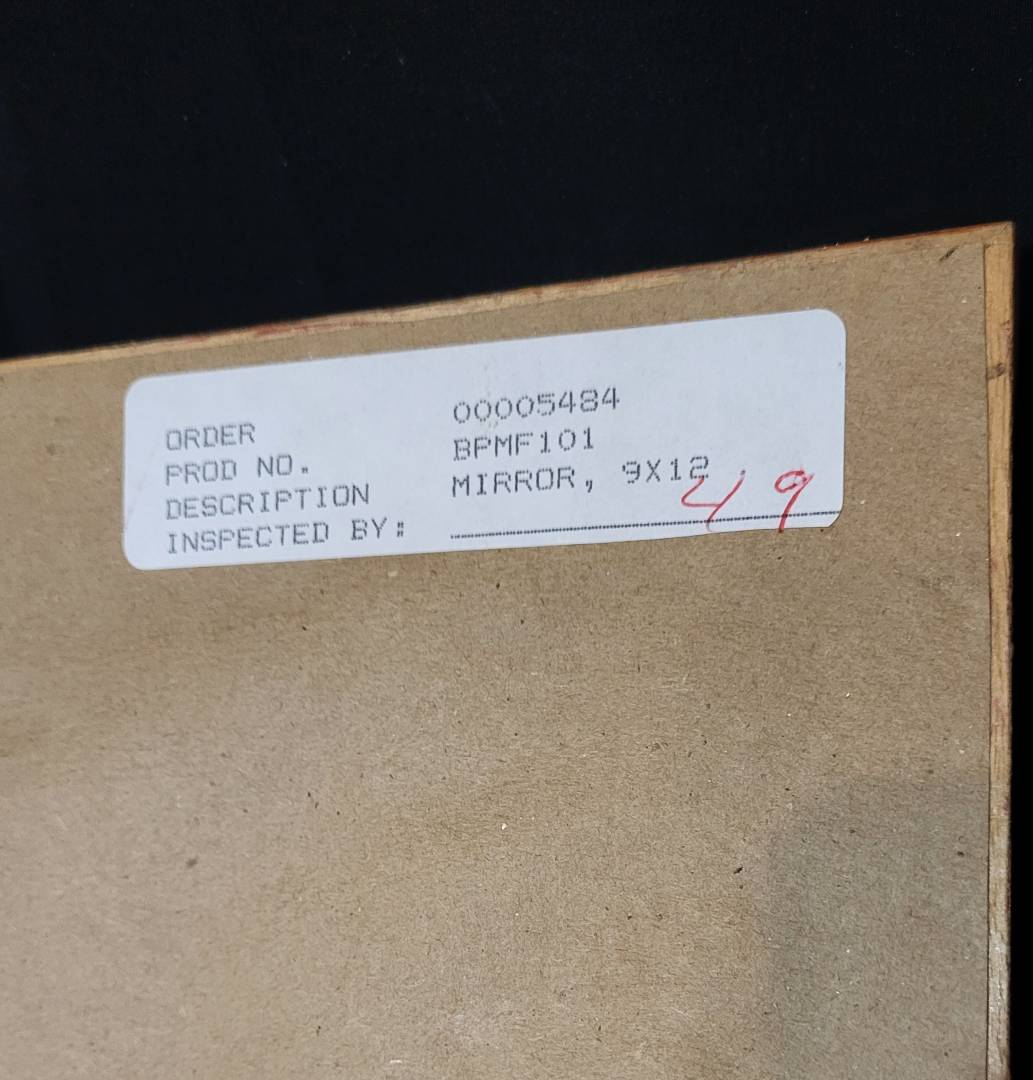 ORDER 00005484
PROD NO. BPMF101
DESCRIPTION MIRROR, 9X12
INSPECTED BY: 49